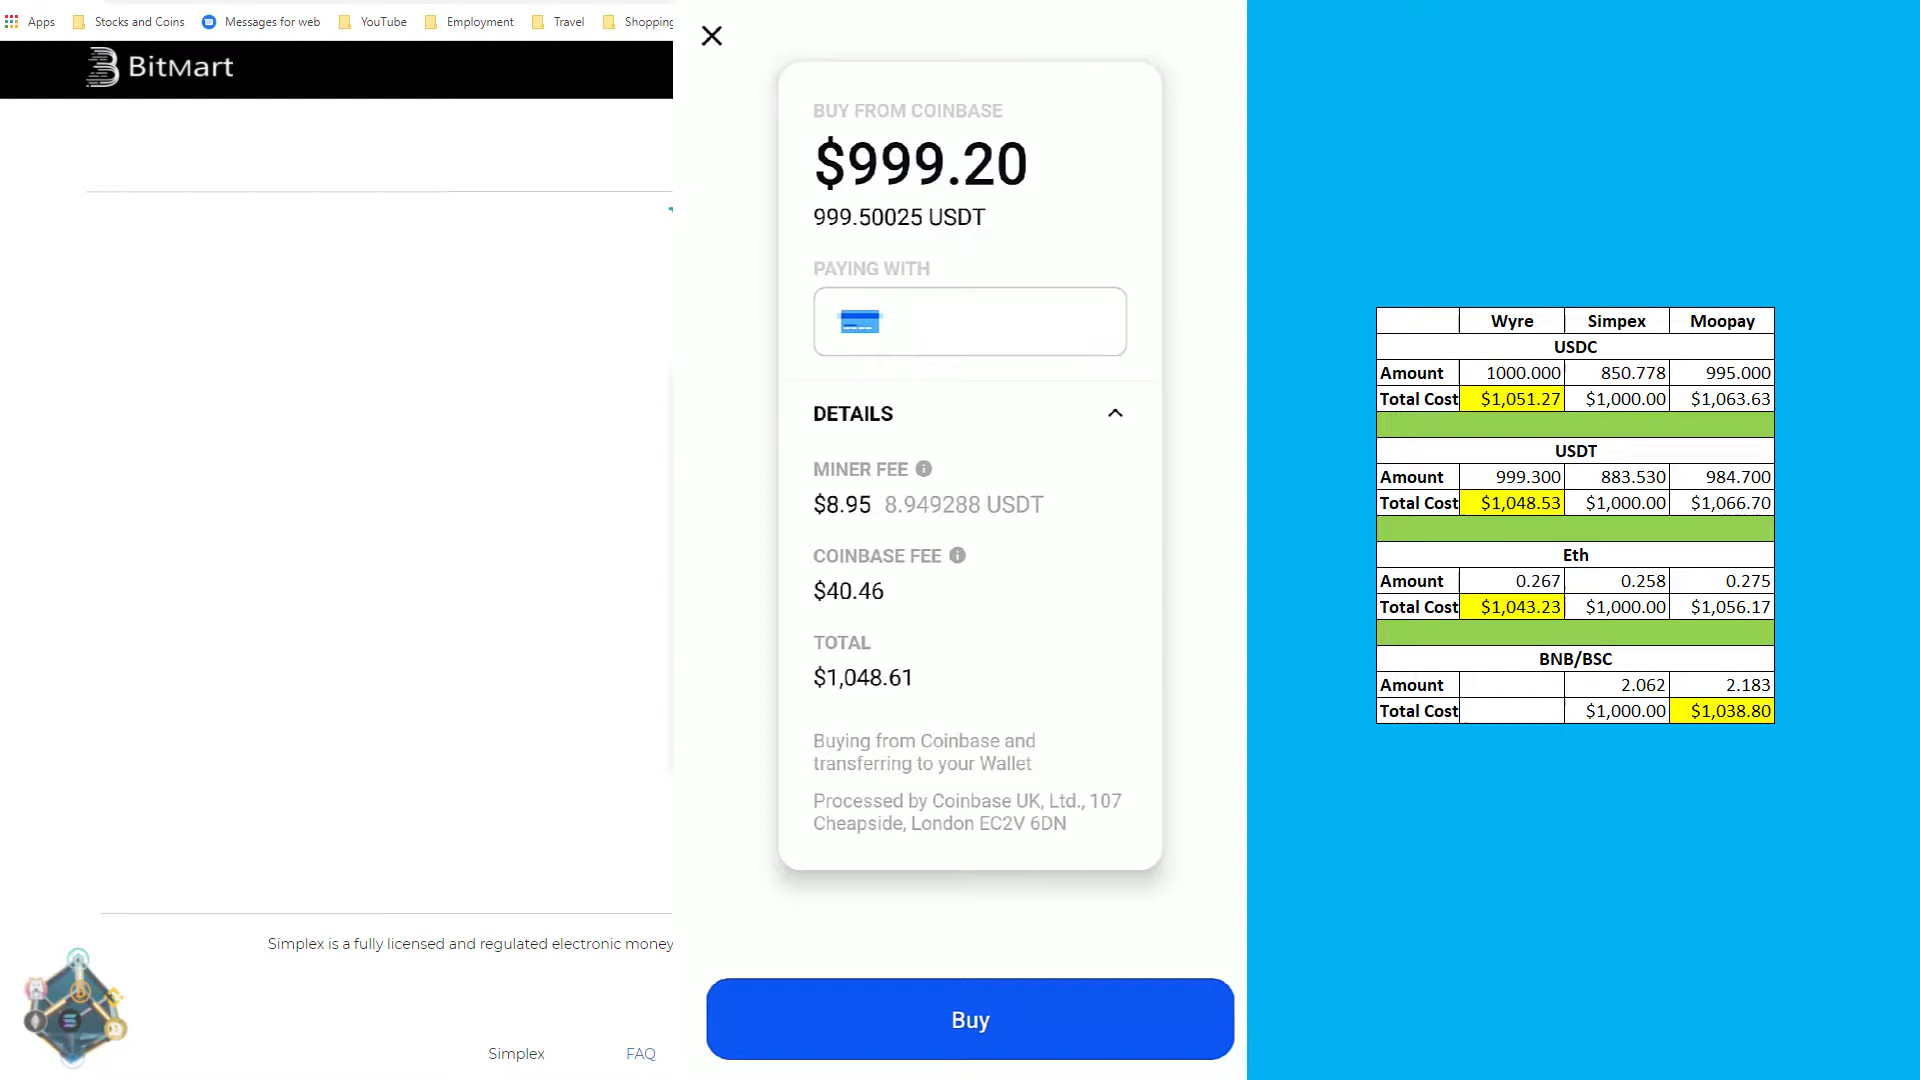 Apps
Stocks and Coins
Messages for web
YouTube
Employment
Travel
Shopping
BitMart
BUY FROM COINBASE
$999.20
999.50025 USDT
PAYING WITH
DETAILS
MINER FEE
$8.95 8.949288 USDT
COINBASE FEE
$40.46
TOTAL
$1,048.61
Buying from Coinbase and
transferring to your Wallet
Processed by Coinbase UK, Ltd., 107
Cheapside, London EC2V 6DN
Buy
Simplex is a fully licensed and regulated electronic money
Simplex FAQ
Wyre Simpex Moopay
USDC
Amount 1000.000 850.778 995.000
Total Cost $1,051.27 $1,000.00 $1,063.63
USDT
Amount 999.300 883.530 984.700
Total Cost $1,048.53 $1,000.00 $1,066.70
Eth
Amount 0.267 0.258 0.275
Total Cost $1,043.23 $1,000.00 $1,056.17
BNB/BSC
Amount 2.062 2.183
Total Cost $1,000.00 $1,038.80